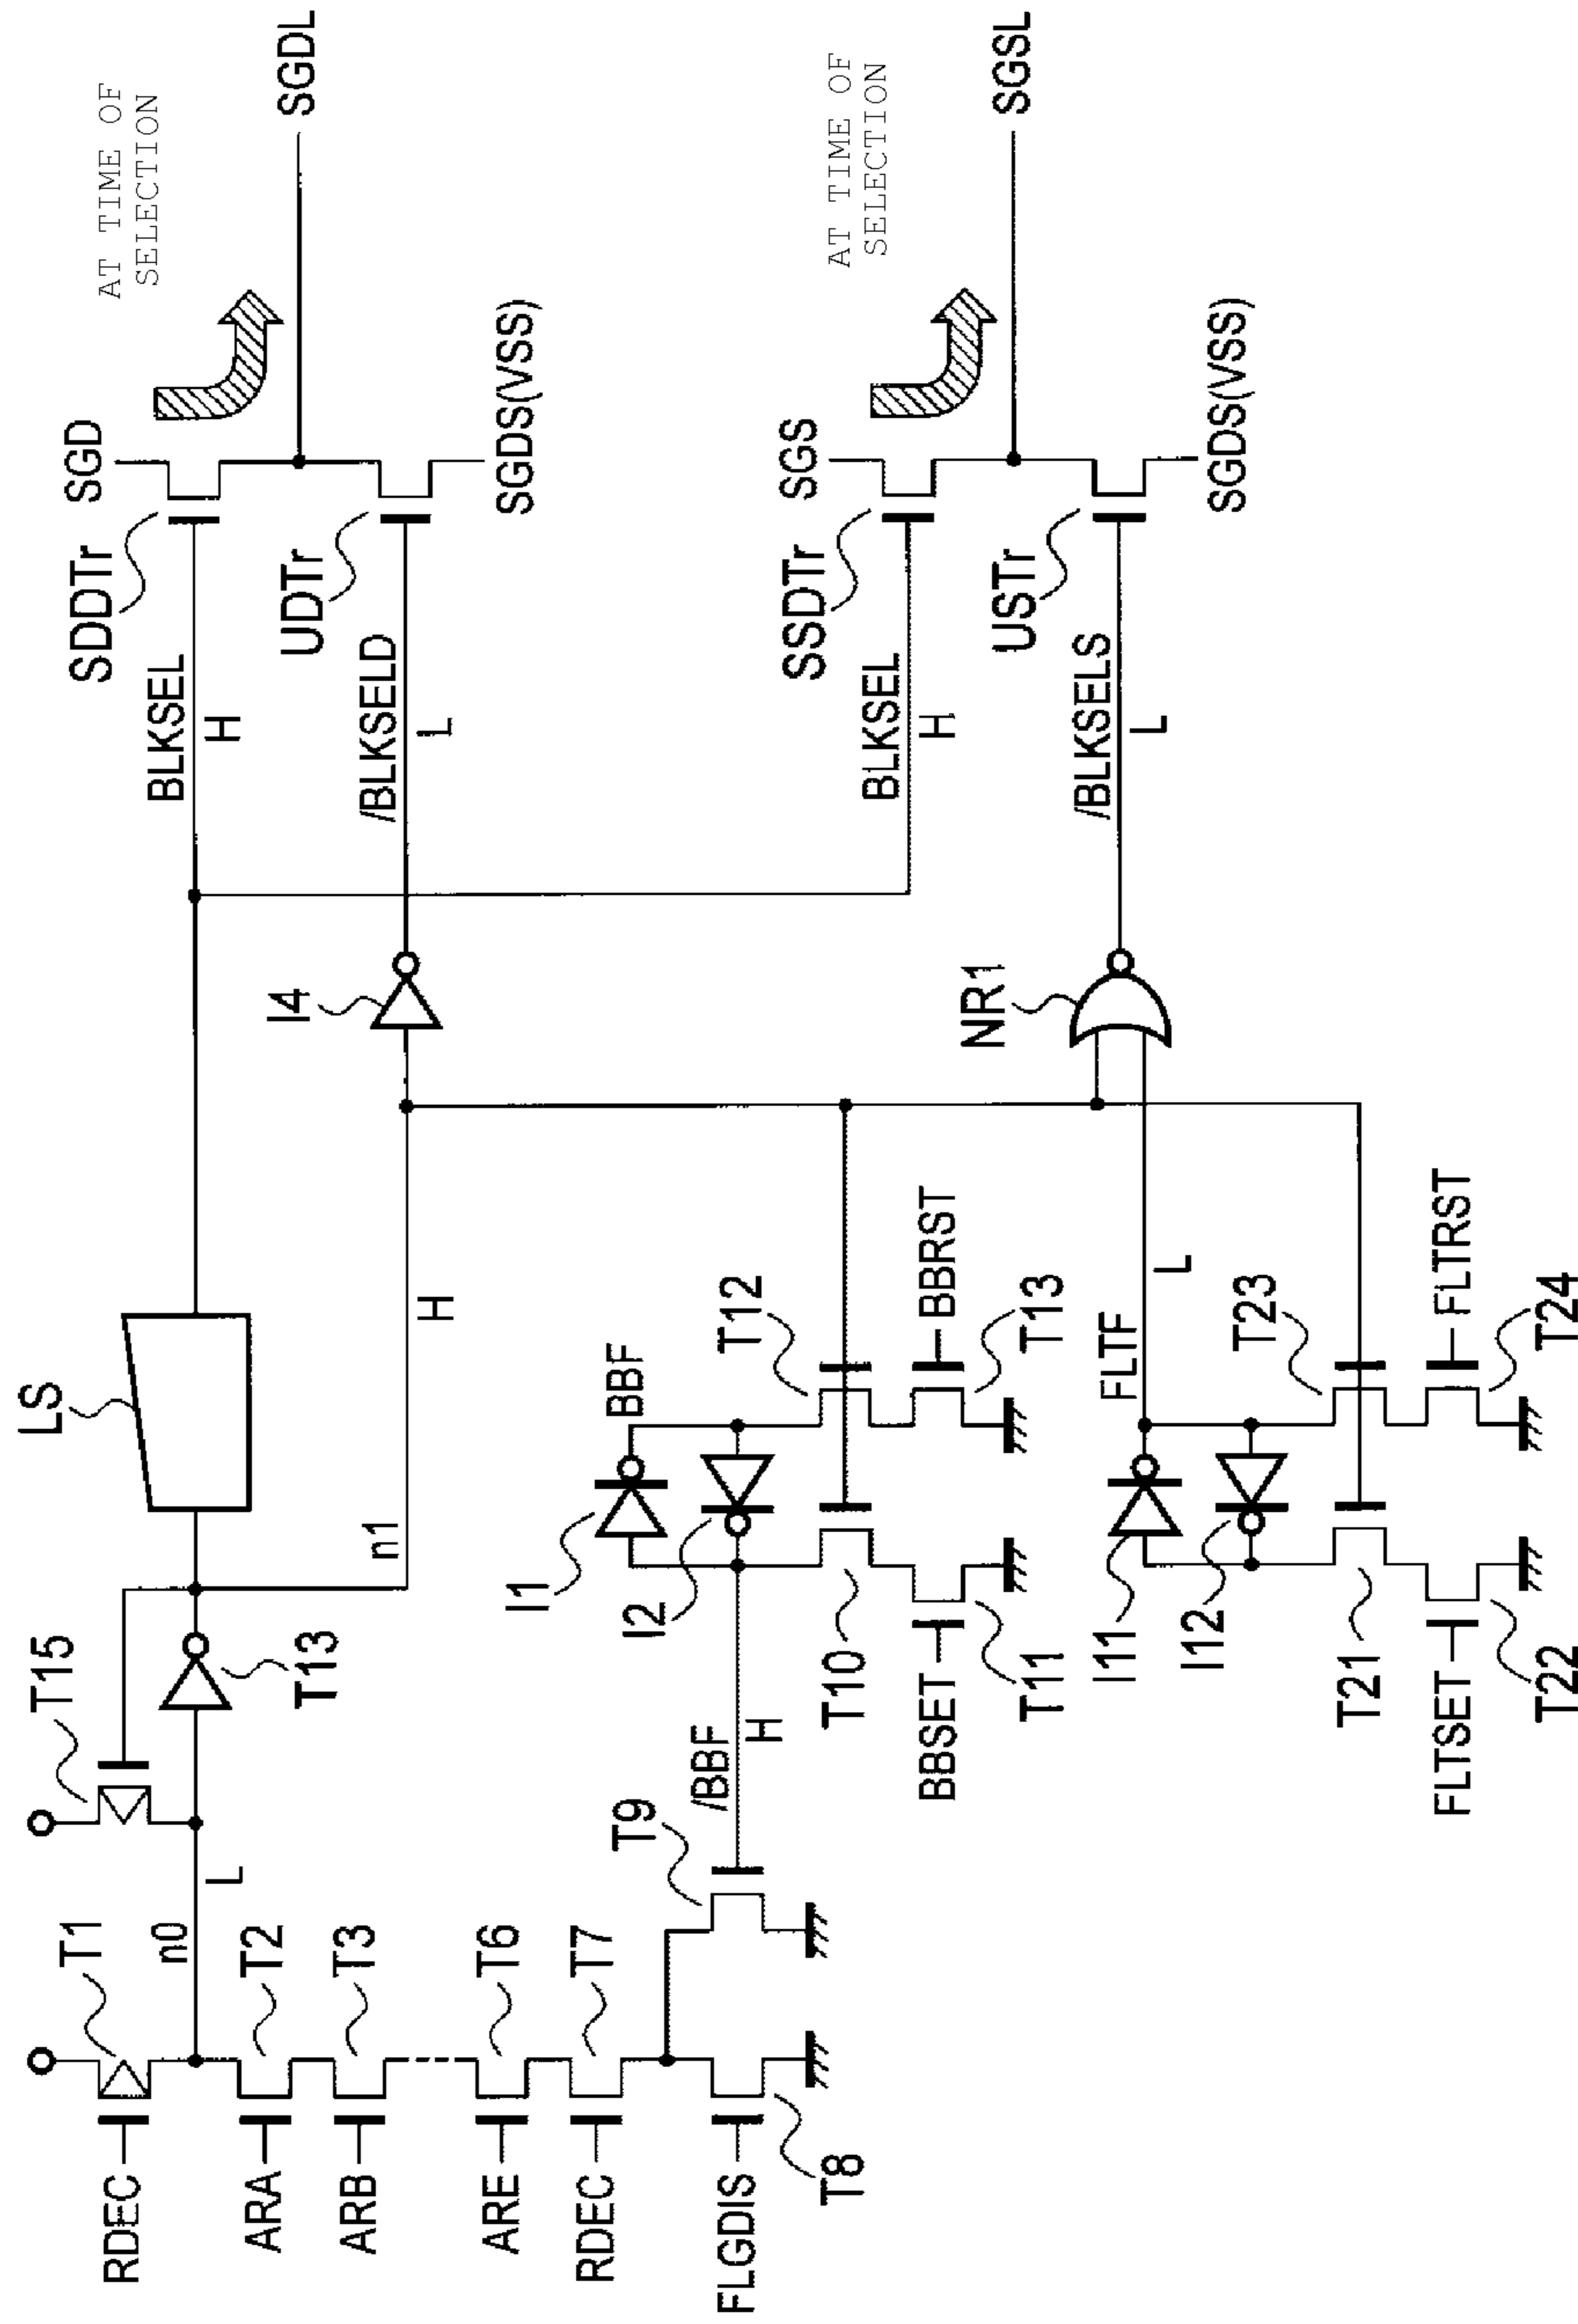 RDEC
T1
n0
L
T15
T13
LS
BLKSEL
H
SDDTr
SGD
AT TIME OF
SELECTION
SGDL
ARA
T2
ARB
T3
n1
H
I4
/BLKSELD
L
UDTr
SGDS(VSS)
ARE
T6
RDEC
T7
FLGDIS
T8
T9
/BBF
H
I1
I2
BBF
T10
T11
BBSET
T12
T13
BBRST
BLKSEL
H
SSDTr
SGS
AT TIME OF
SELECTION
SGSL
NR1
/BLKSELS
L
USTr
SGDS(VSS)
I11
I12
FLTF
L
T21
T22
FLTSET
T23
T24
FLTRST